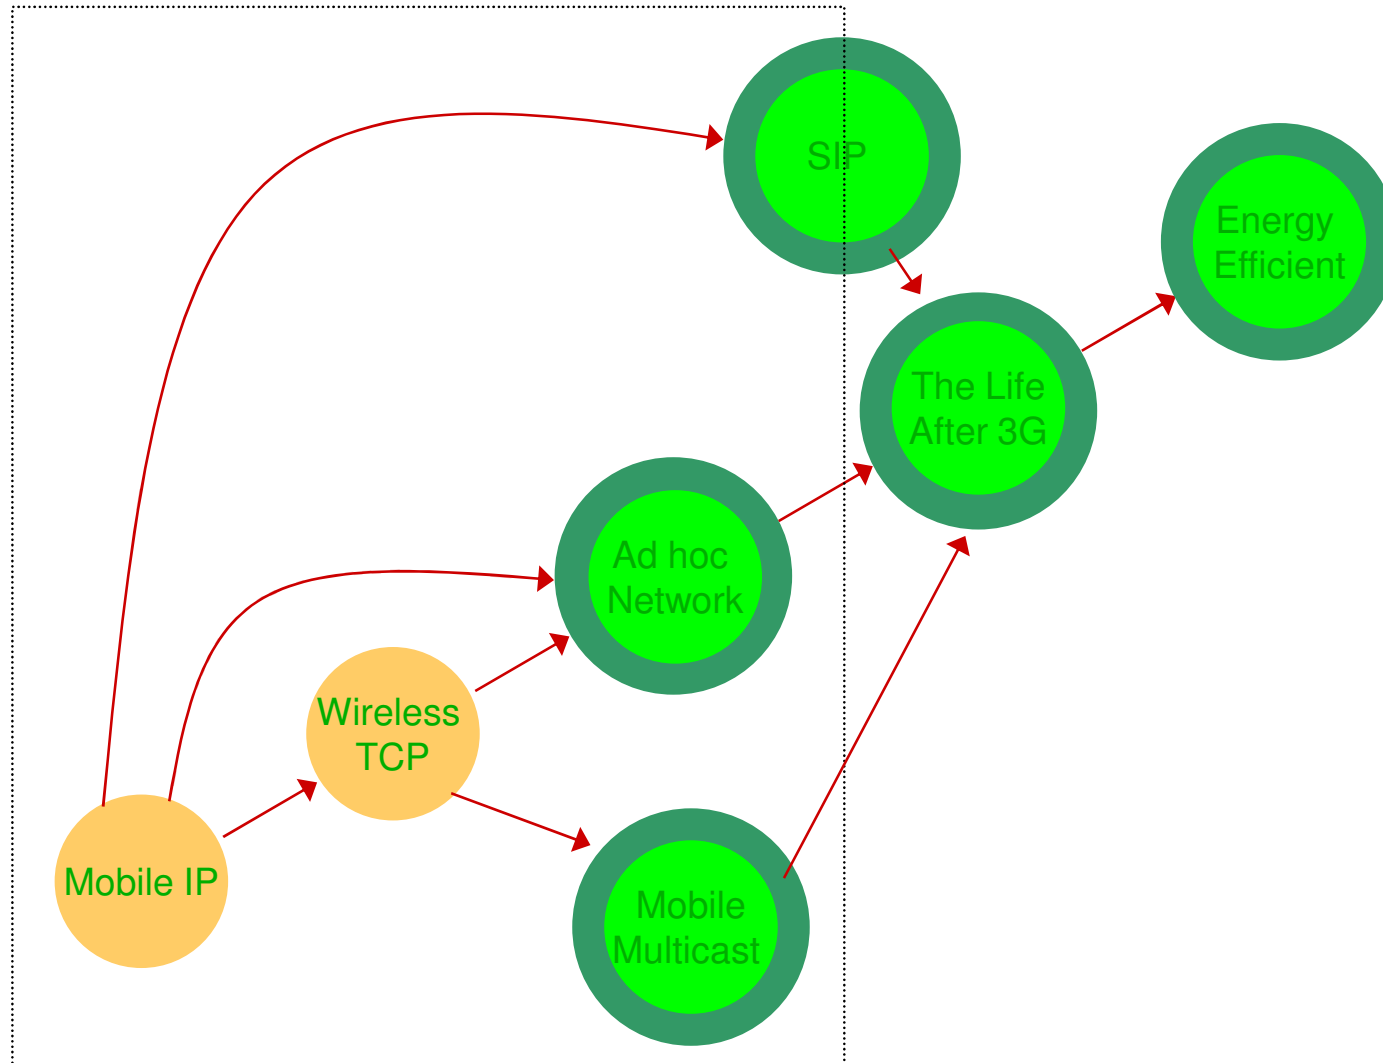 SIP
Energy
Efficient
The Life
After 3G
Ad hoc
Network
Wireless
TCP
Mobile IP
Mobile
Multicast